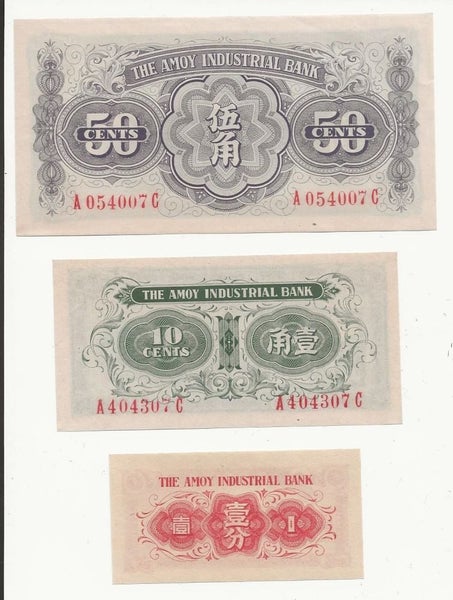 THE AMOY INDUSTRIAL BANK
50 CENTS
伍角
50 CENTS
A 054007 C
A 054007 C
THE AMOY INDUSTRIAL BANK
10
CENTS
壹角
A 404307 C
A 404307 C
THE AMOY INDUSTRIAL BANK
壹
壹分